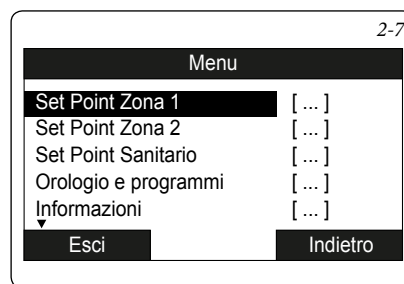 2-7
Menu
Set Point Zona 1 [ ... ]
Set Point Zona 2 [ ... ]
Set Point Sanitario [ ... ]
Orologio e programmi [ ... ]
Informazioni [ ... ]
Esci Indietro